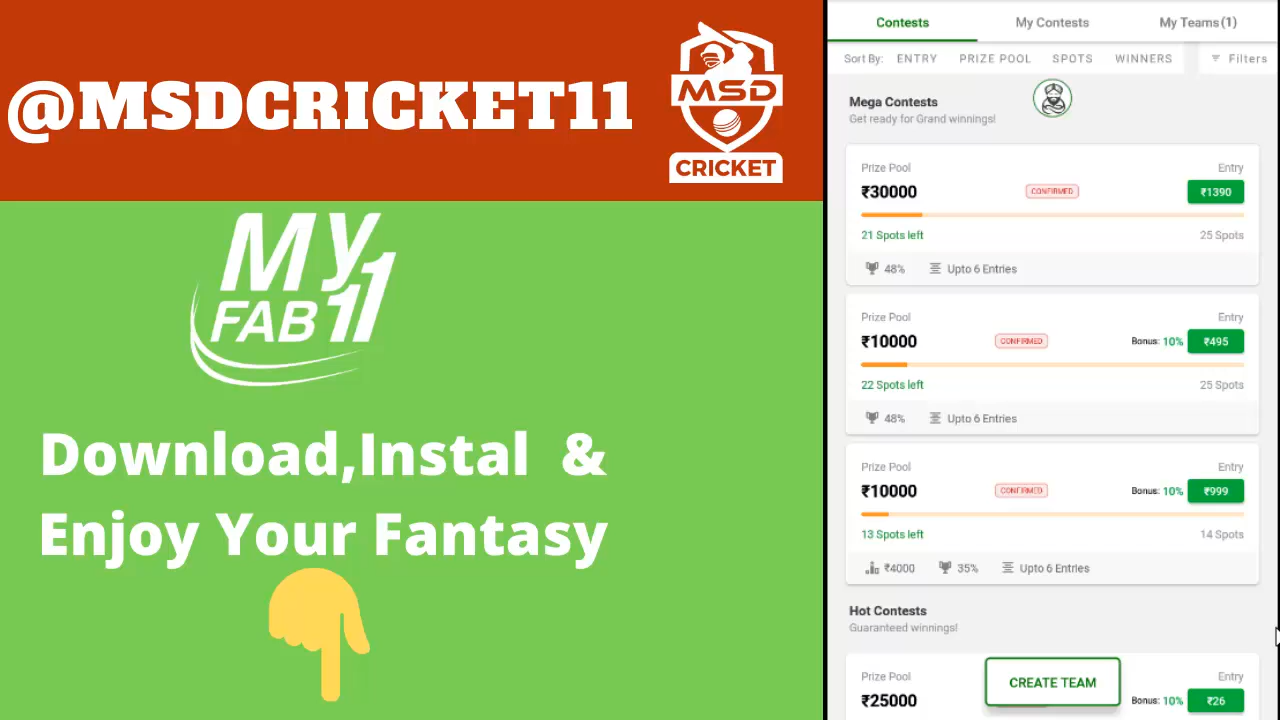 @MSDCRICKET11
MSD
CRICKET
My
FAB11
Download,Instal &
Enjoy Your Fantasy
Contests My Contests My Teams(1)
Sort By: ENTRY PRIZE POOL SPOTS WINNERS Filters
Mega Contests
Get ready for Grand winnings!
Prize Pool Entry
₹30000 CONFIRMED ₹1390
21 Spots left 25 Spots
48% Upto 6 Entries
Prize Pool Entry
₹10000 CONFIRMED Bonus: 10% ₹495
22 Spots left 25 Spots
48% Upto 6 Entries
Prize Pool Entry
₹10000 CONFIRMED Bonus: 10% ₹999
13 Spots left 14 Spots
₹4000 35% Upto 6 Entries
Hot Contests
Guaranteed winnings!
Prize Pool Entry
CREATE TEAM
₹25000 Bonus: 10% ₹26